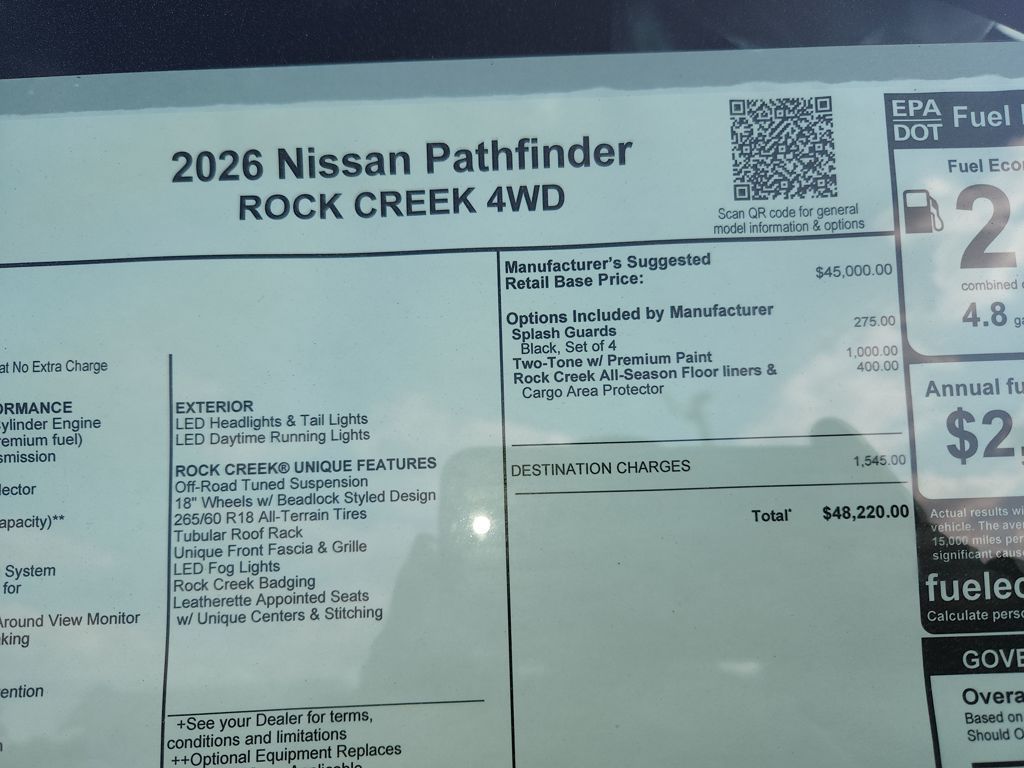 2026 Nissan Pathfinder
ROCK CREEK 4WD
Scan QR code for general
model information & options
at No Extra Charge
ORMANCE
Cylinder Engine
remium fuel)
smission
lector
apacity)**
System
for
Around View Monitor
king
ention
EXTERIOR
LED Headlights & Tail Lights
LED Daytime Running Lights
ROCK CREEK® UNIQUE FEATURES
Off-Road Tuned Suspension
18" Wheels w/ Beadlock Styled Design
265/60 R18 All-Terrain Tires
Tubular Roof Rack
Unique Front Fascia & Grille
LED Fog Lights
Rock Creek Badging
Leatherette Appointed Seats
w/ Unique Centers & Stitching
+See your Dealer for terms,
conditions and limitations
++Optional Equipment Replaces
Manufacturer's Suggested
Retail Base Price: $45,000.00
Options Included by Manufacturer
Splash Guards 275.00
Black, Set of 4
Two-Tone w/ Premium Paint 1,000.00
Rock Creek All-Season Floor liners & 400.00
Cargo Area Protector
DESTINATION CHARGES 1,545.00
Total* $48,220.00
EPA
DOT
Fuel
Fuel Eco
2
combined
4.8 ga
Annual fu
$2,
Actual results wi
vehicle. The aver
15,000 miles per
significant cause
fuelec
Calculate perso
GOVE
Overa
Based on
Should O